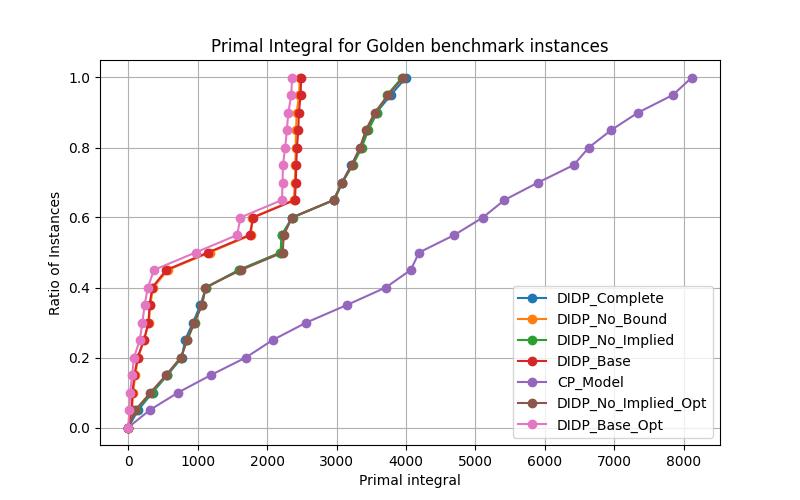 Primal Integral for Golden benchmark instances
Ratio of Instances
1.0
0.8
0.6
0.4
0.2
0.0
DIDP_Complete
DIDP_No_Bound
DIDP_No_Implied
DIDP_Base
CP_Model
DIDP_No_Implied_Opt
DIDP_Base_Opt
0 1000 2000 3000 4000 5000 6000 7000 8000
Primal integral